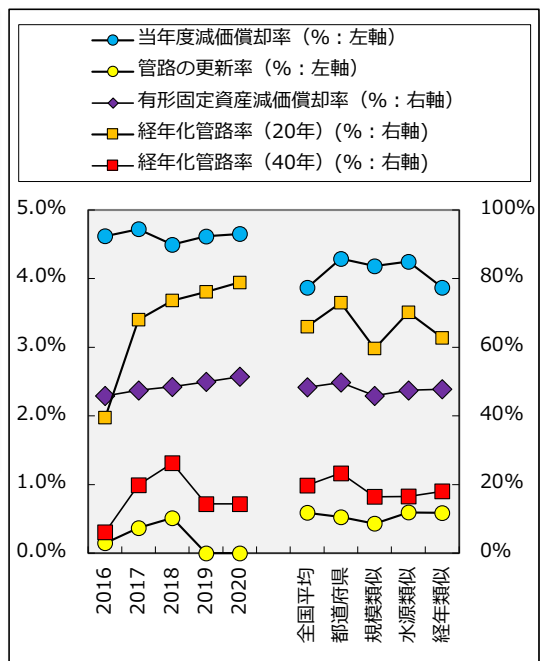 当年度減価償却率（%：左軸）
管路の更新率（%：左軸）
有形固定資産減価償却率（%：右軸）
経年化管路率（20年）(%：右軸)
経年化管路率（40年）(%：右軸)
5.0%
4.0%
3.0%
2.0%
1.0%
0.0%
100%
80%
60%
40%
20%
0%
2016
2017
2018
2019
2020
全国平均
都道府県
規模類似
水源類似
経年類似